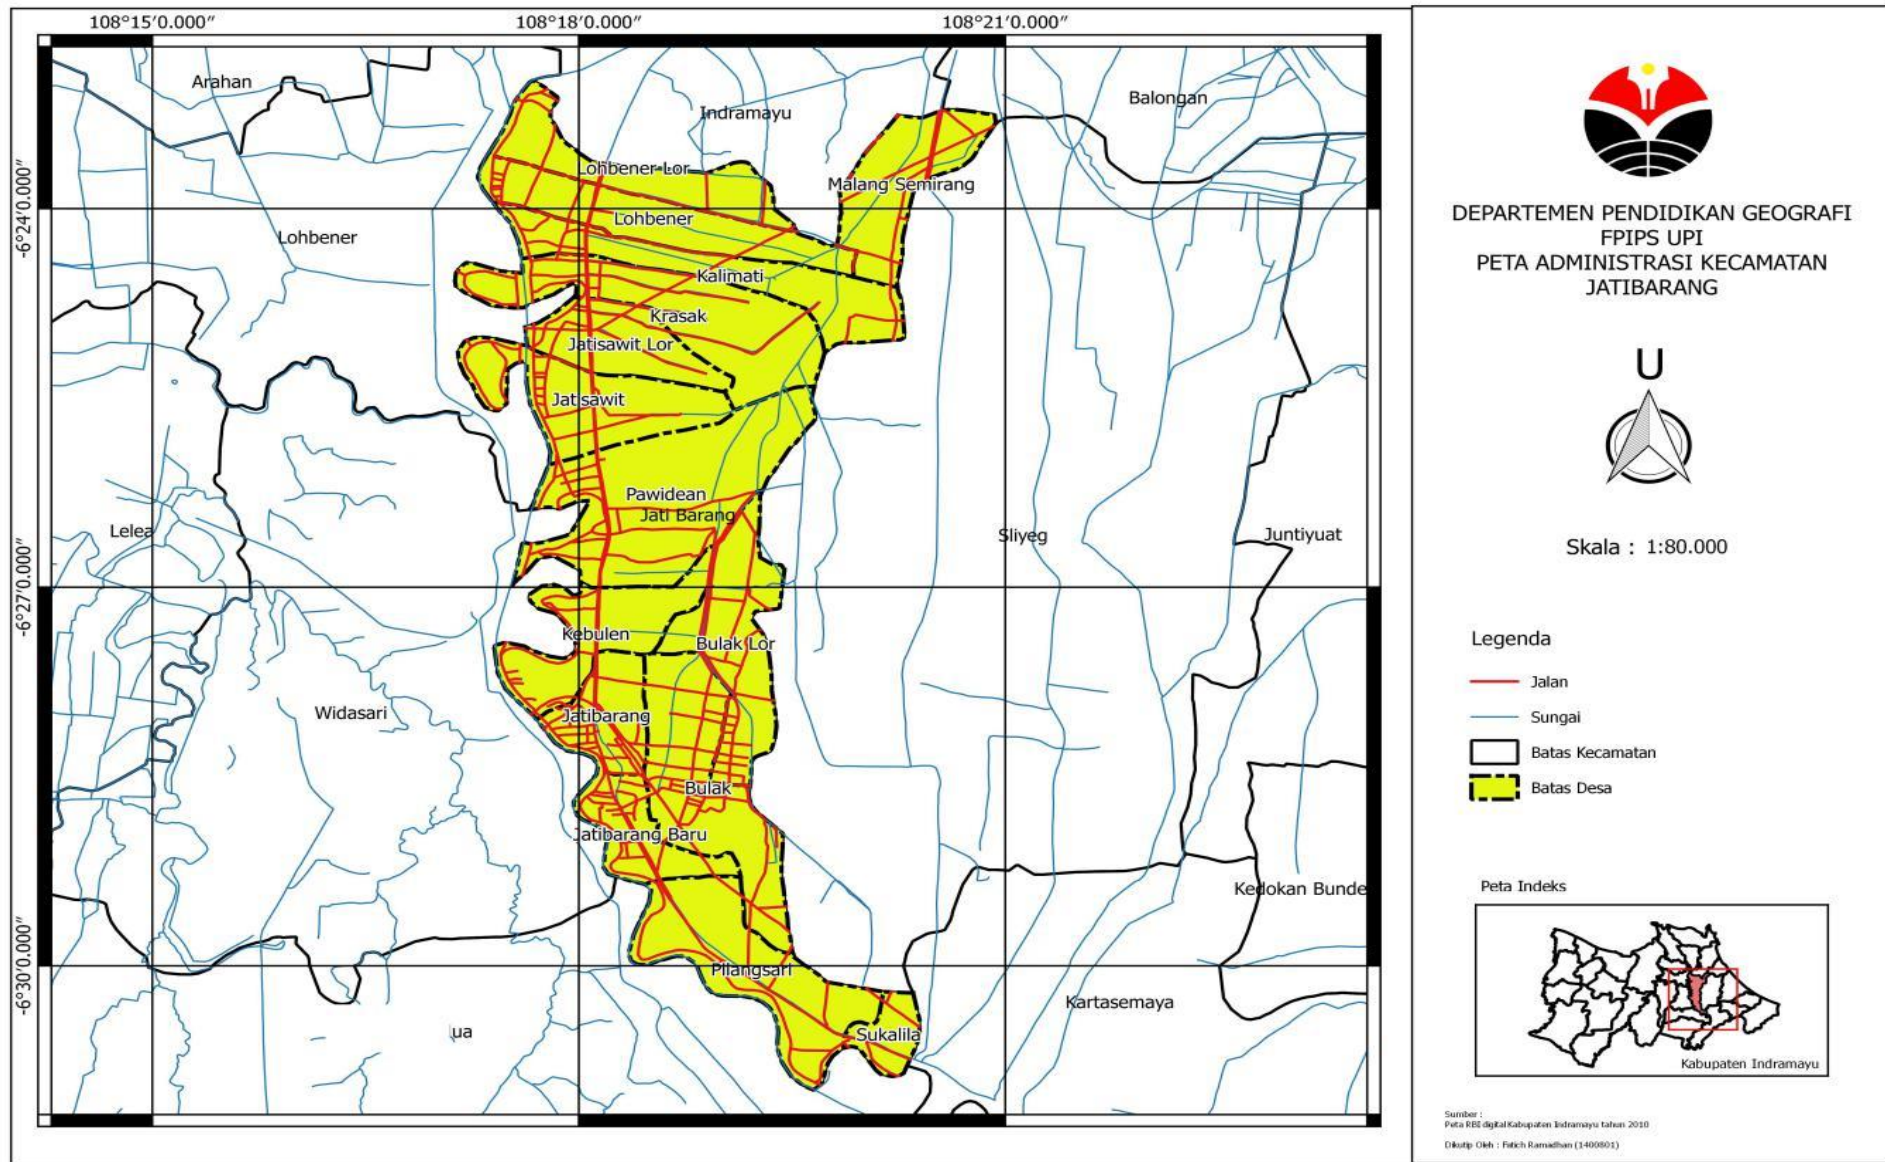 108°15'0.000"
108°18'0.000"
108°21'0.000"
-6°24'0.000"
-6°27'0.000"
-6°30'0.000"
Arahan
Indramayu
Balongan
Lohbener Lor
Malang Semirang
Lohbener
Lohbener
Kalimati
Krasak
Jatisawit Lor
Jatisawit
Pawidean
Jati Barang
Lelea
Sliyeg
Juntiyuat
Kebulen
Bulak Lor
Widasari
Jatibarang
Bulak
Jatibarang Baru
Kedokan Bunde
Pilangsari
Kartasemaya
ua
Sukalila
DEPARTEMEN PENDIDIKAN GEOGRAFI
FPIPS UPI
PETA ADMINISTRASI KECAMATAN
JATIBARANG
U
Skala : 1:80.000
Legenda
Jalan
Sungai
Batas Kecamatan
Batas Desa
Peta Indeks
Kabupaten Indramayu
Sumber :
Peta RBI digital Kabupaten Indramayu tahun 2010
Dikutip Oleh : Fatich Ramadhan (1400801)